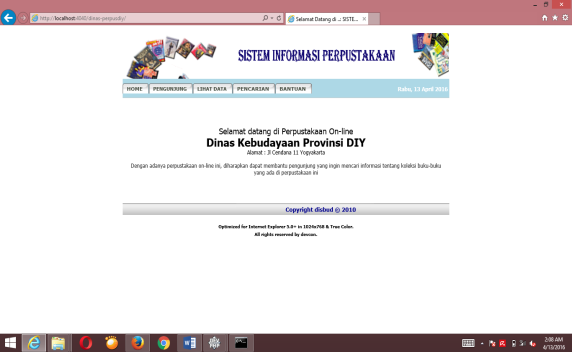 http://localhost:8080/dinas-perpusdiy/
Selamat Datang di ..: SISTE...
SISTEM INFORMASI PERPUSTAKAAN
HOME PENGUNJUNG LIHAT DATA PENCARIAN BANTUAN
Rabu, 13 April 2016
Selamat datang di Perpustakaan On-line
Dinas Kebudayaan Provinsi DIY
Alamat : Jl Cendana 11 Yogyakarta
Dengan adanya perpustakaan on-line ini, diharapkan dapat membantu pengunjung yang ingin mencari informasi tentang koleksi buku-buku
yang ada di perpustakaan ini
Copyright disbud @ 2010
Optimized for Internet Explorer 5.0+ in 1024x768 & True Color.
All rights reserved by dessan.
2:08 AM
4/13/2016